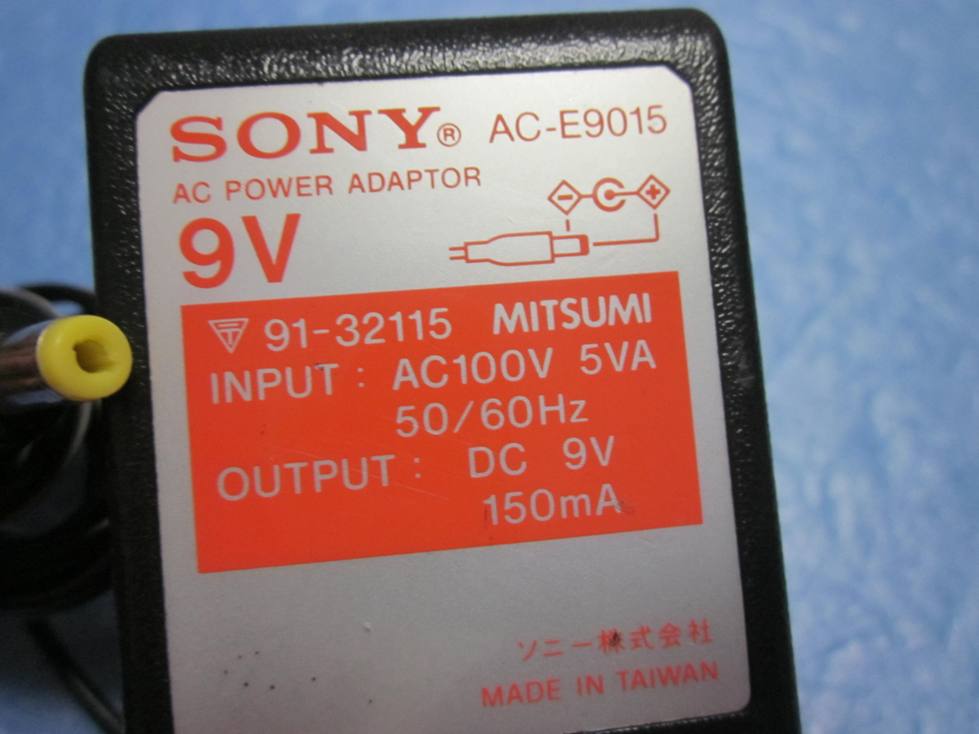 SONY® AC-E9015
AC POWER ADAPTOR
9V
91-32115 MITSUMI
INPUT : AC100V 5VA
50/60Hz
OUTPUT : DC 9V
150mA
ソニー株式会社
MADE IN TAIWAN